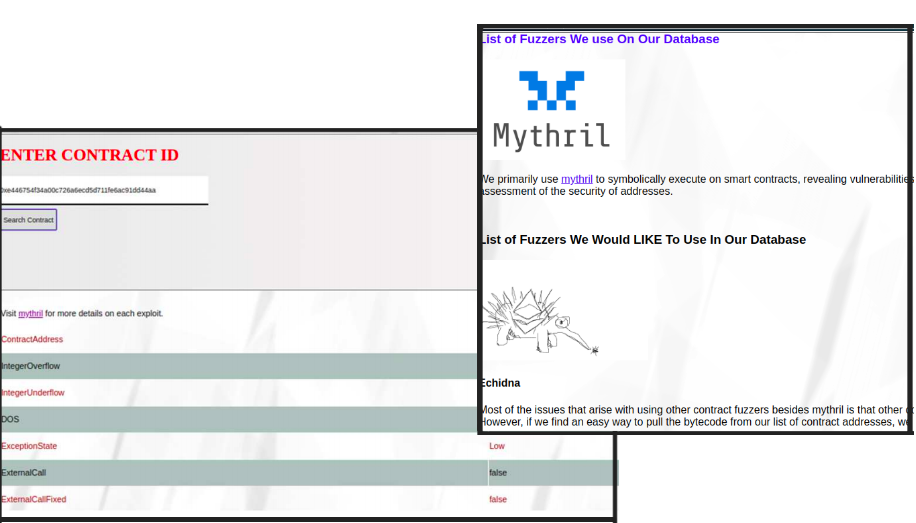 ENTER CONTRACT ID
0xe446754f34a00c726a6ecd5d711fe6ac91dd44aa
Search Contract
Visit mythril for more details on each exploit.
ContractAddress
IntegerOverflow
IntegerUnderflow
DOS
ExceptionState Low
ExternalCall false
ExternalCallFixed false
List of Fuzzers We use On Our Database
Mythril
We primarily use mythril to symbolically execute on smart contracts, revealing vulnerabilities
assessment of the security of addresses.
List of Fuzzers We Would LIKE To Use In Our Database
Echidna
Most of the issues that arise with using other contract fuzzers besides mythril is that other
However, if we find an easy way to pull the bytecode from our list of contract addresses, we